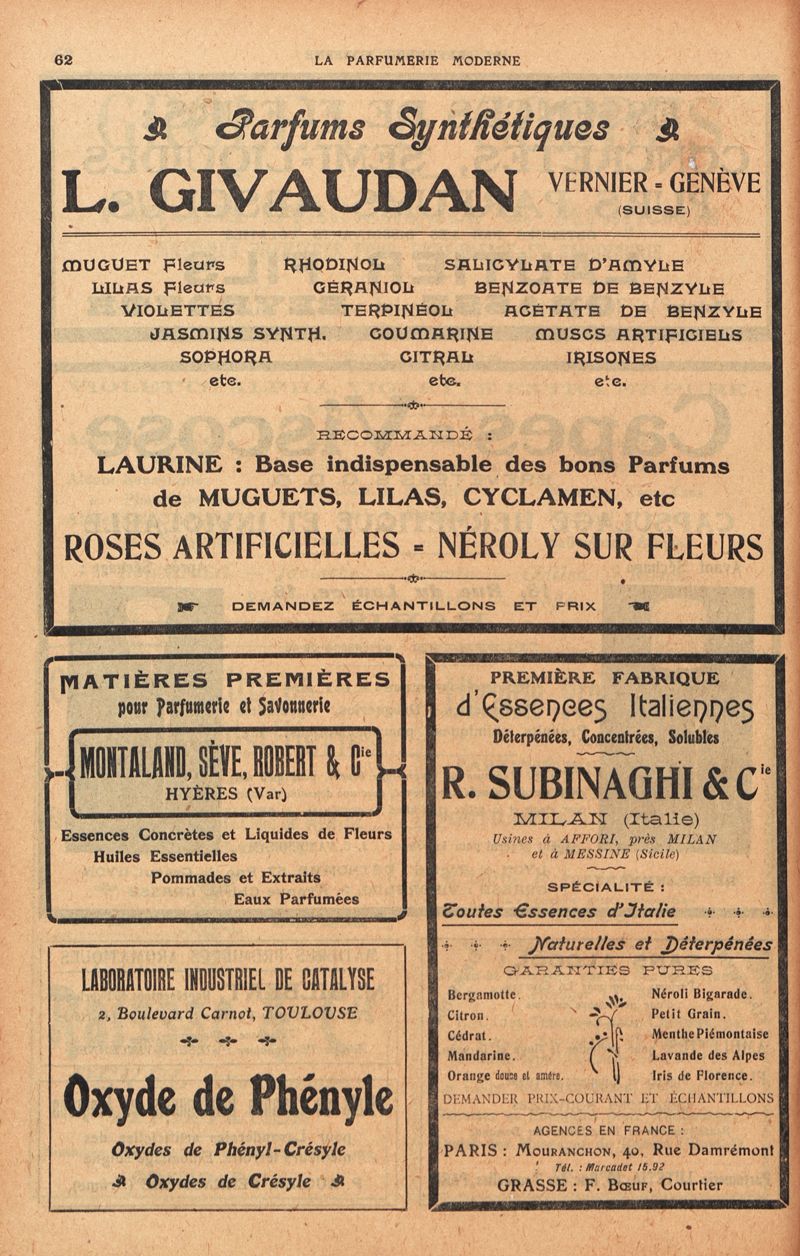 62
LA PARFUMERIE MODERNE
Parfums Synthétiques
L. GIVAUDAN VERNIER = GENÈVE
(SUISSE)
MUGUET Fleurs RHODINOL SALICYLATE D'AMYLE
LILAS Fleurs GÉRANIOL BENZOATE DE BENZYLE
VIOLETTES TERPINÉOL ACÉTATE DE BENZYLE
JASMINS SYNTH. COUMARINE MUSCS ARTIFICIELS
SOPHORA CITRAL IRISONES
etc. etc. etc.
RECOMMANDÉ :
LAURINE : Base indispensable des bons Parfums
de MUGUETS, LILAS, CYCLAMEN, etc
ROSES ARTIFICIELLES = NÉROLY SUR FLEURS
DEMANDEZ ÉCHANTILLONS ET PRIX
MATIÈRES PREMIÈRES
pour Parfumerie et Savonnerie
MONTALAND, SÈVE, ROBERT & Cie
HYÈRES (Var)
Essences Concrètes et Liquides de Fleurs
Huiles Essentielles
Pommades et Extraits
Eaux Parfumées
LABORATOIRE INDUSTRIEL DE CATALYSE
2, Boulevard Carnot, TOULOUSE
Oxyde de Phényle
Oxydes de Phényl-Crésyle
Oxydes de Crésyle
PREMIÈRE FABRIQUE
d'Essences Italiennes
Déterpénées, Concentrées, Solubles
R. SUBINAGHI & Cie
MILAN (Italie)
Usines à AFFORI, près MILAN
et à MESSINE (Sicile)
SPÉCIALITÉ :
Toutes Essences d'Italie
Naturelles et Déterpénées
GARANTIES PURES
Bergamotte. Néroli Bigarade.
Citron. Petit Grain.
Cédrat. Menthe Piémontaise
Mandarine. Lavande des Alpes
Orange douce et amère. Iris de Florence.
DEMANDER PRIX-COURANT ET ÉCHANTILLONS
AGENCES EN FRANCE :
PARIS : MOURANCHON, 40, Rue Damrémont
Tél. : Marcadet 15.92
GRASSE : F. BŒUF, Courtier